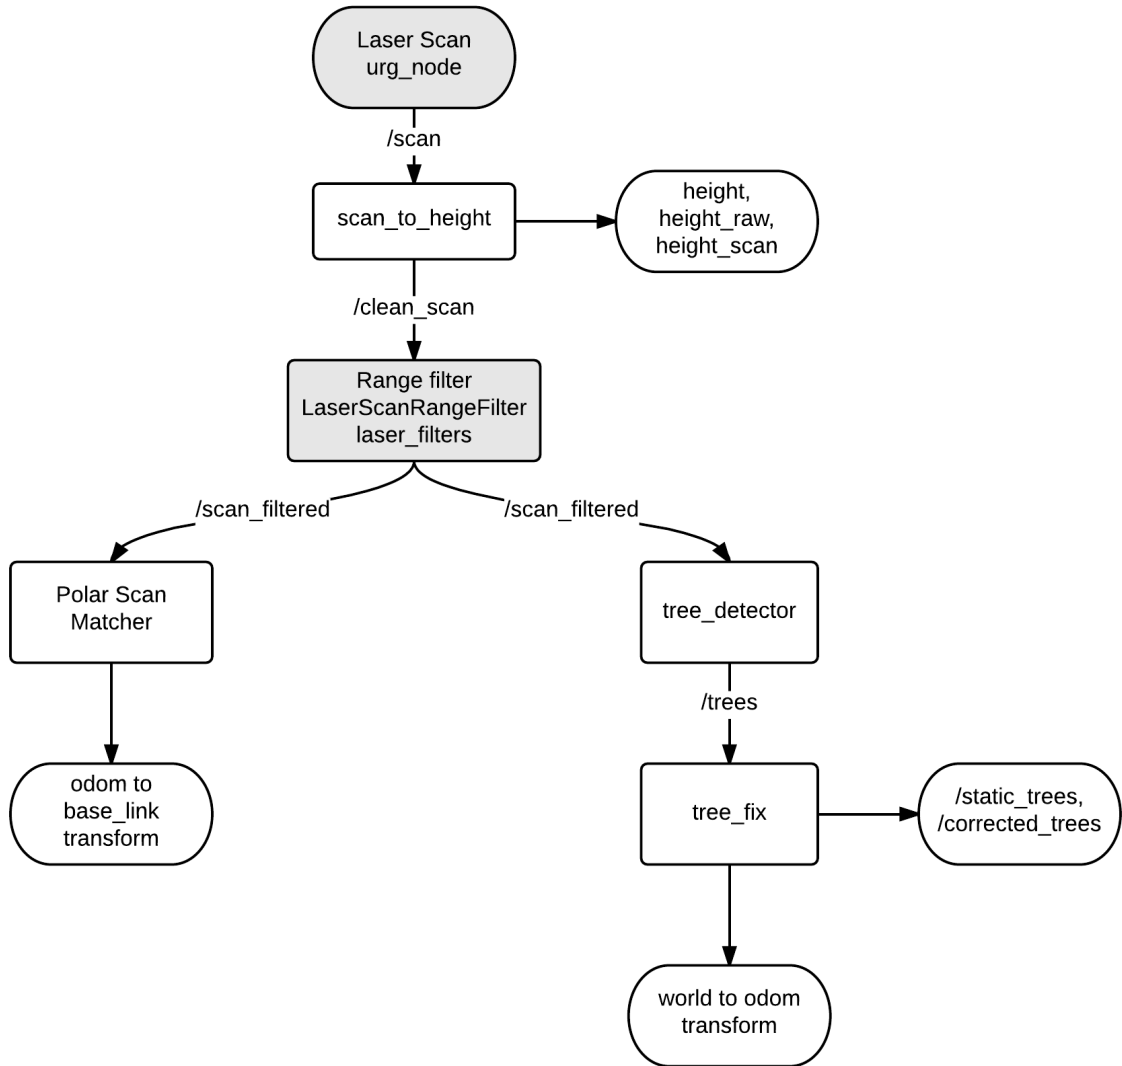 Laser Scan
urg_node
/scan
scan_to_height
height,
height_raw,
height_scan
/clean_scan
Range filter
LaserScanRangeFilter
laser_filters
/scan_filtered
/scan_filtered
Polar Scan
Matcher
tree_detector
/trees
odom to
base_link
transform
tree_fix
/static_trees,
/corrected_trees
world to odom
transform